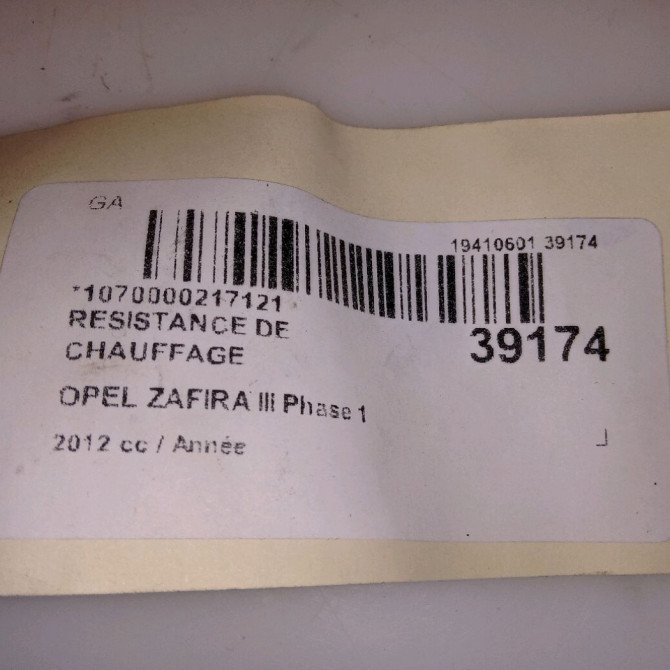 GA
19410601 39174
*1070000217121
RESISTANCE DE
CHAUFFAGE
39174
OPEL ZAFIRA III Phase 1
2012 cc / Année